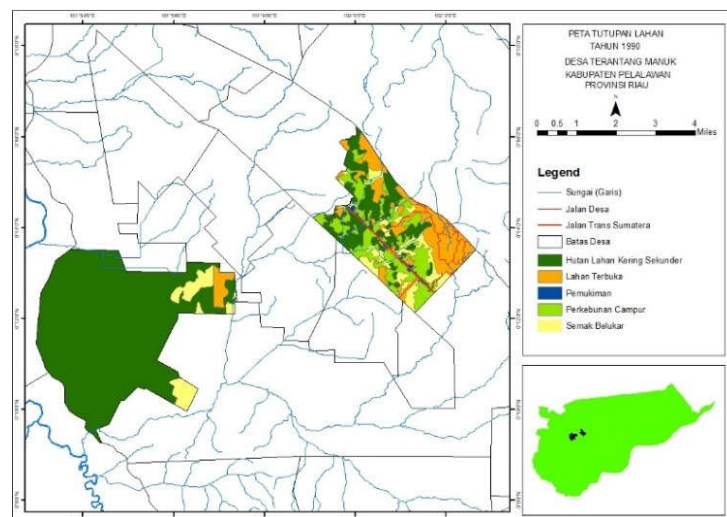 PETA TUTUPAN LAHAN
TAHUN 1990
DESA TERANTANG MANUK
KABUPATEN PELALAWAN
PROVINSI RIAU
N
0 0.5 1 2 3 4
Miles
Legend
Sungai (Garis)
Jalan Desa
Jalan Trans Sumatera
Batas Desa
Hutan Lahan Kering Sekunder
Lahan Terbuka
Pemukiman
Perkebunan Campur
Semak Belukar